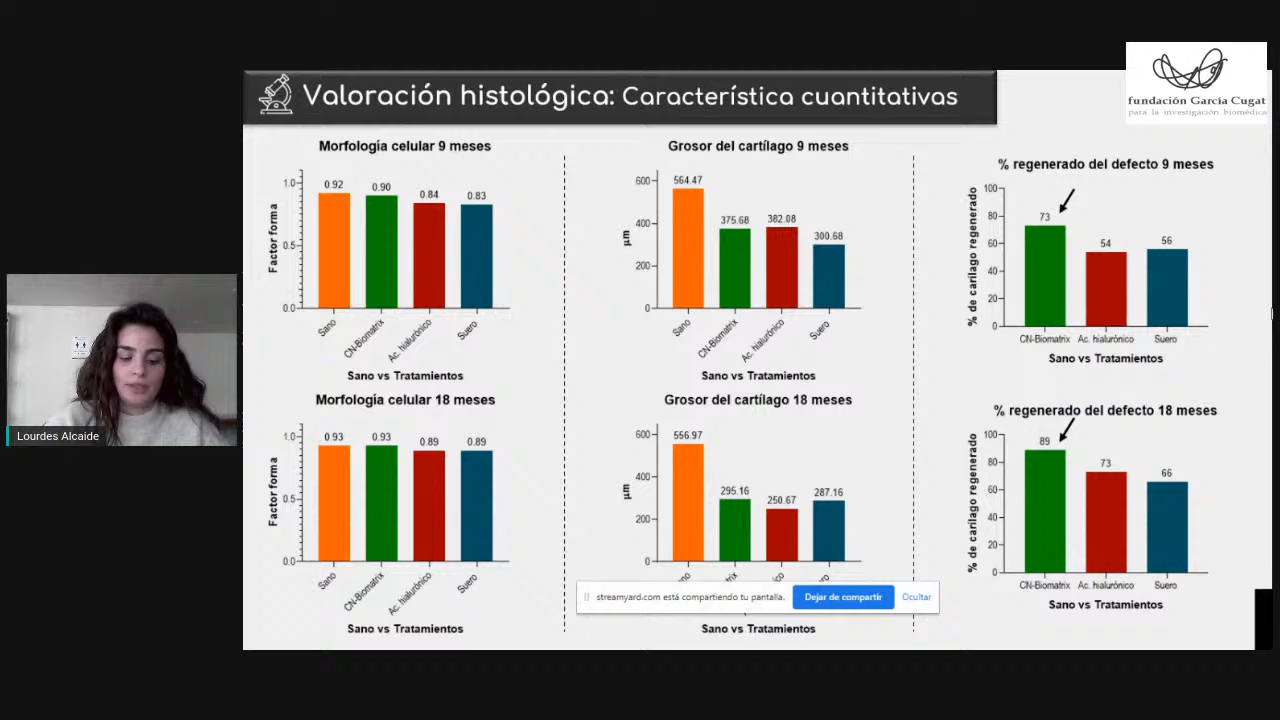 Valoración histológica: Característica cuantitativas
fundación García Cugat
para la investigación biomédica
Morfología celular 9 meses
Factor forma
1.0
0.5
0.0
0.92
0.90
0.84
0.83
Sano
CN-Biomatrix
Ac. hialurónico
Suero
Sano vs Tratamientos
Grosor del cartílago 9 meses
µm
600
400
200
0
564.47
375.68
382.08
300.68
Sano
CN-Biomatrix
Ac. hialurónico
Suero
Sano vs Tratamientos
% regenerado del defecto 9 meses
% de carilago regenerado
100
80
60
40
20
0
73
54
56
CN-Biomatrix
Ac. hialurónico
Suero
Sano vs Tratamientos
Morfología celular 18 meses
Factor forma
1.0
0.5
0.0
0.93
0.93
0.89
0.89
Sano
CN-Biomatrix
Ac. hialurónico
Suero
Sano vs Tratamientos
Grosor del cartílago 18 meses
µm
600
400
200
0
556.97
295.16
250.67
287.16
streamyard.com está compartiendo tu pantalla.
Dejar de compartir
Ocultar
Sano vs Tratamientos
% regenerado del defecto 18 meses
% de carilago regenerado
100
80
60
40
20
0
89
73
66
CN-Biomatrix
Ac. hialurónico
Suero
Sano vs Tratamientos
Lourdes Alcaide